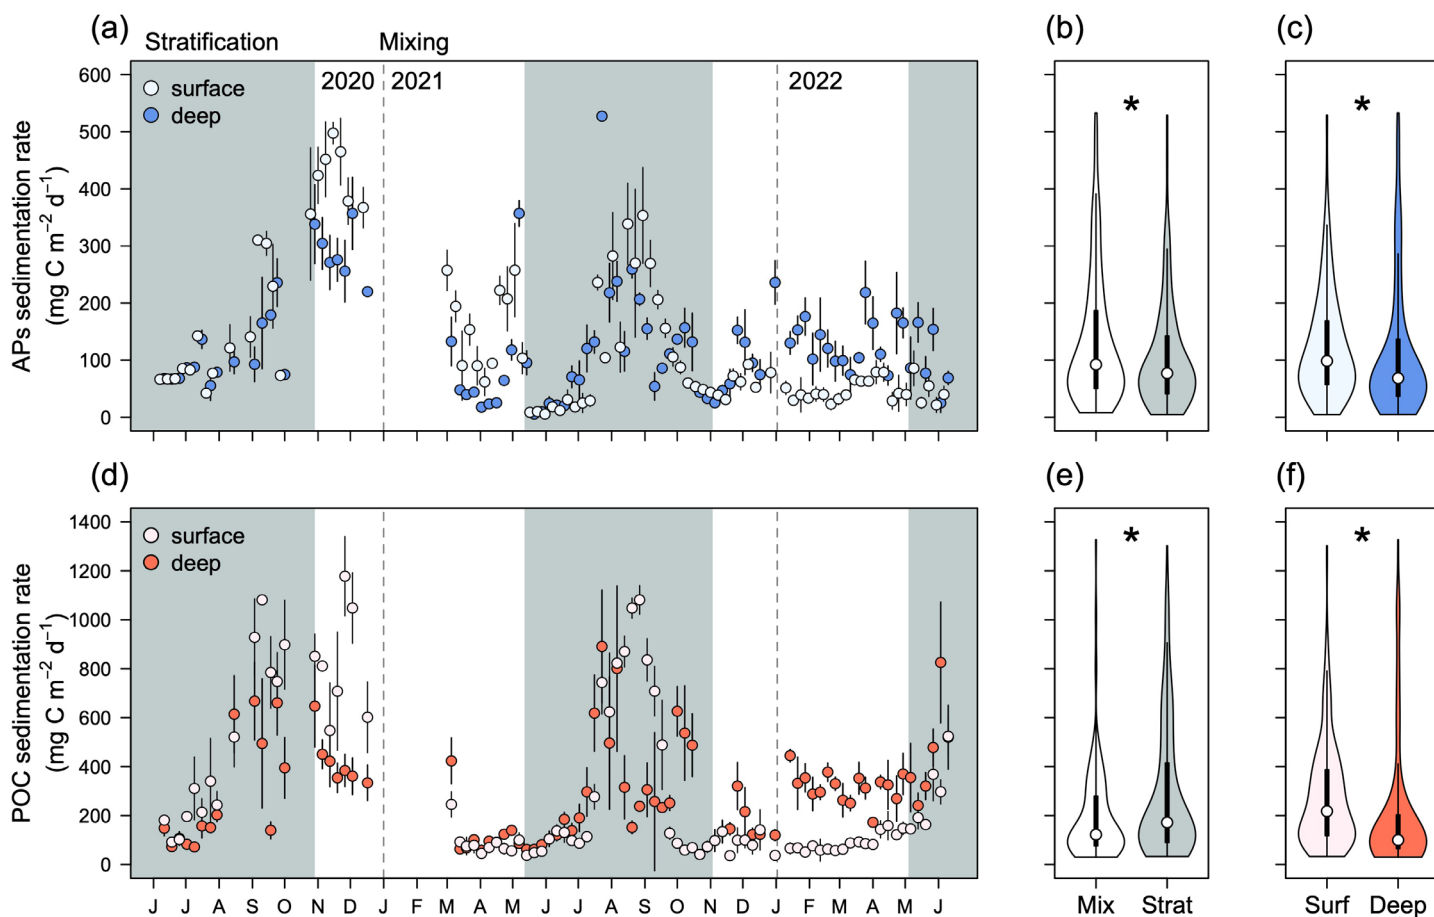 (a)
(b)
(c)
Stratification
Mixing
2020
2021
2022
surface
deep
*
*
APs sedimentation rate
(mg C m⁻² d⁻¹)
600
500
400
300
200
100
0
J J A S O N D J F M A M J J A S O N D J F M A M J
(d)
(e)
(f)
surface
deep
*
*
POC sedimentation rate
(mg C m⁻² d⁻¹)
1400
1200
1000
800
600
400
200
0
J J A S O N D J F M A M J J A S O N D J F M A M J
Mix Strat
Surf Deep